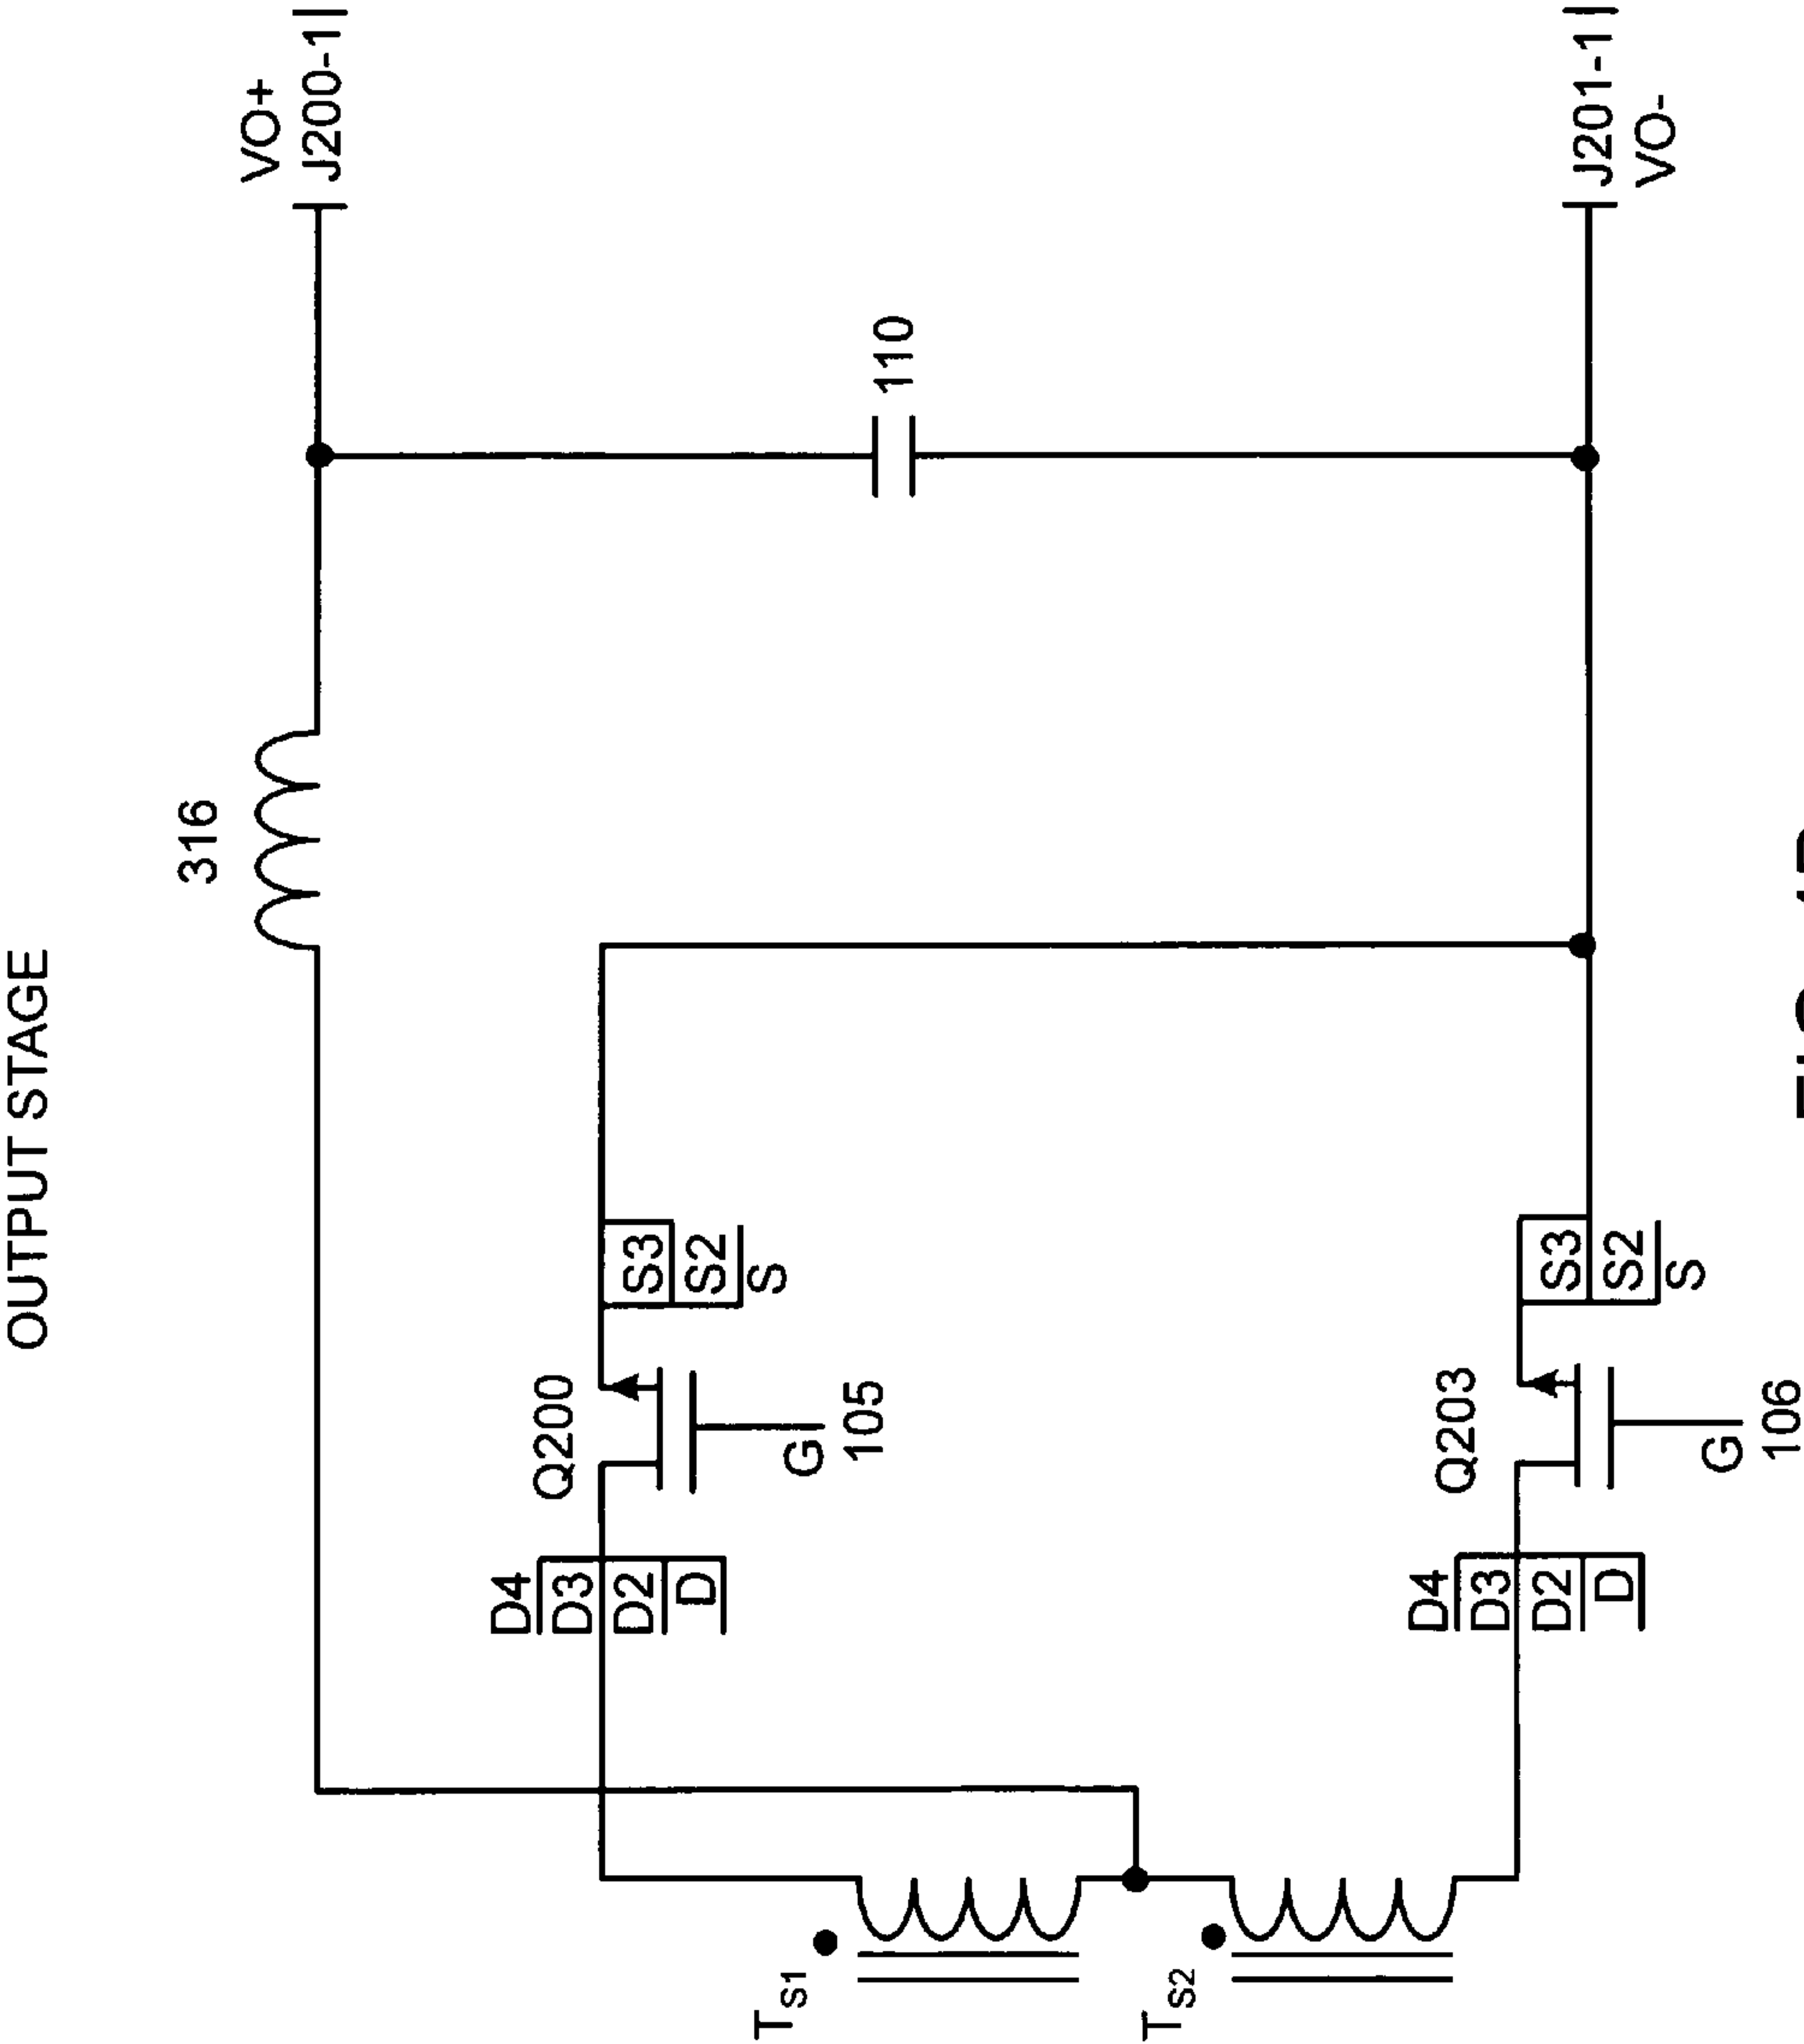 OUTPUT STAGE
316
VO+
J200-1
110
J201-1
VO-
Q200
D4
D3
D2
D
S3
S2
S
G
105
Q203
D4
D3
D2
D
S3
S2
S
G
106
TS1
TS2